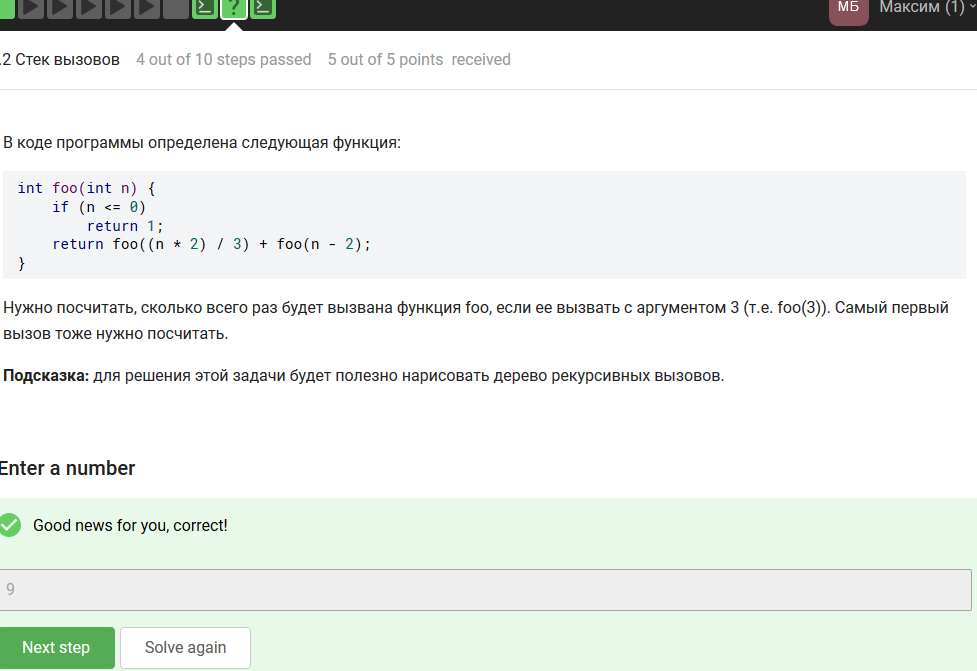 МБ Максим (1)
.2 Стек вызовов 4 out of 10 steps passed 5 out of 5 points received
В коде программы определена следующая функция:
int foo(int n) {
    if (n <= 0)
        return 1;
    return foo((n * 2) / 3) + foo(n - 2);
}
Нужно посчитать, сколько всего раз будет вызвана функция foo, если ее вызвать с аргументом 3 (т.е. foo(3)). Самый первый
вызов тоже нужно посчитать.
Подсказка: для решения этой задачи будет полезно нарисовать дерево рекурсивных вызовов.
Enter a number
Good news for you, correct!
9
Next step Solve again